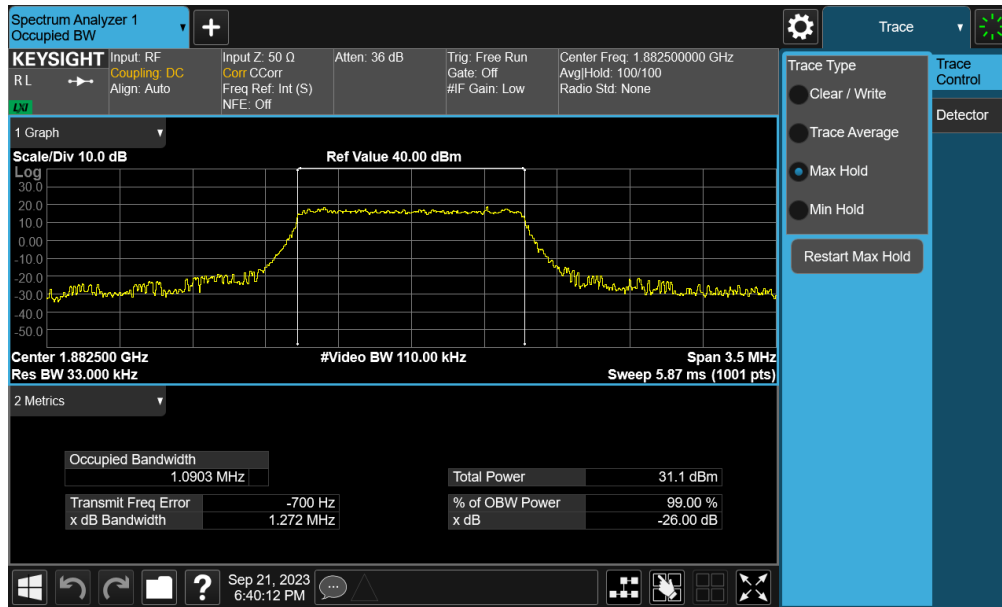 Spectrum Analyzer 1
Occupied BW
+
Trace
KEYSIGHT
R L
LXI
Input: RF
Coupling: DC
Align: Auto
Input Z: 50 Ω
Corr CCorr
Freq Ref: Int (S)
NFE: Off
Atten: 36 dB
Trig: Free Run
Gate: Off
#IF Gain: Low
Center Freq: 1.882500000 GHz
Avg|Hold: 100/100
Radio Std: None
Trace Type
Clear / Write
Trace Average
Max Hold
Min Hold
Restart Max Hold
Trace
Control
Detector
1 Graph
Scale/Div 10.0 dB
Ref Value 40.00 dBm
Log
30.0
20.0
10.0
0.00
-10.0
-20.0
-30.0
-40.0
-50.0
Center 1.882500 GHz
#Video BW 110.00 kHz
Span 3.5 MHz
Res BW 33.000 kHz
Sweep 5.87 ms (1001 pts)
2 Metrics
Occupied Bandwidth
1.0903 MHz
Total Power 31.1 dBm
Transmit Freq Error -700 Hz
% of OBW Power 99.00 %
x dB Bandwidth 1.272 MHz
x dB -26.00 dB
?
Sep 21, 2023
6:40:12 PM